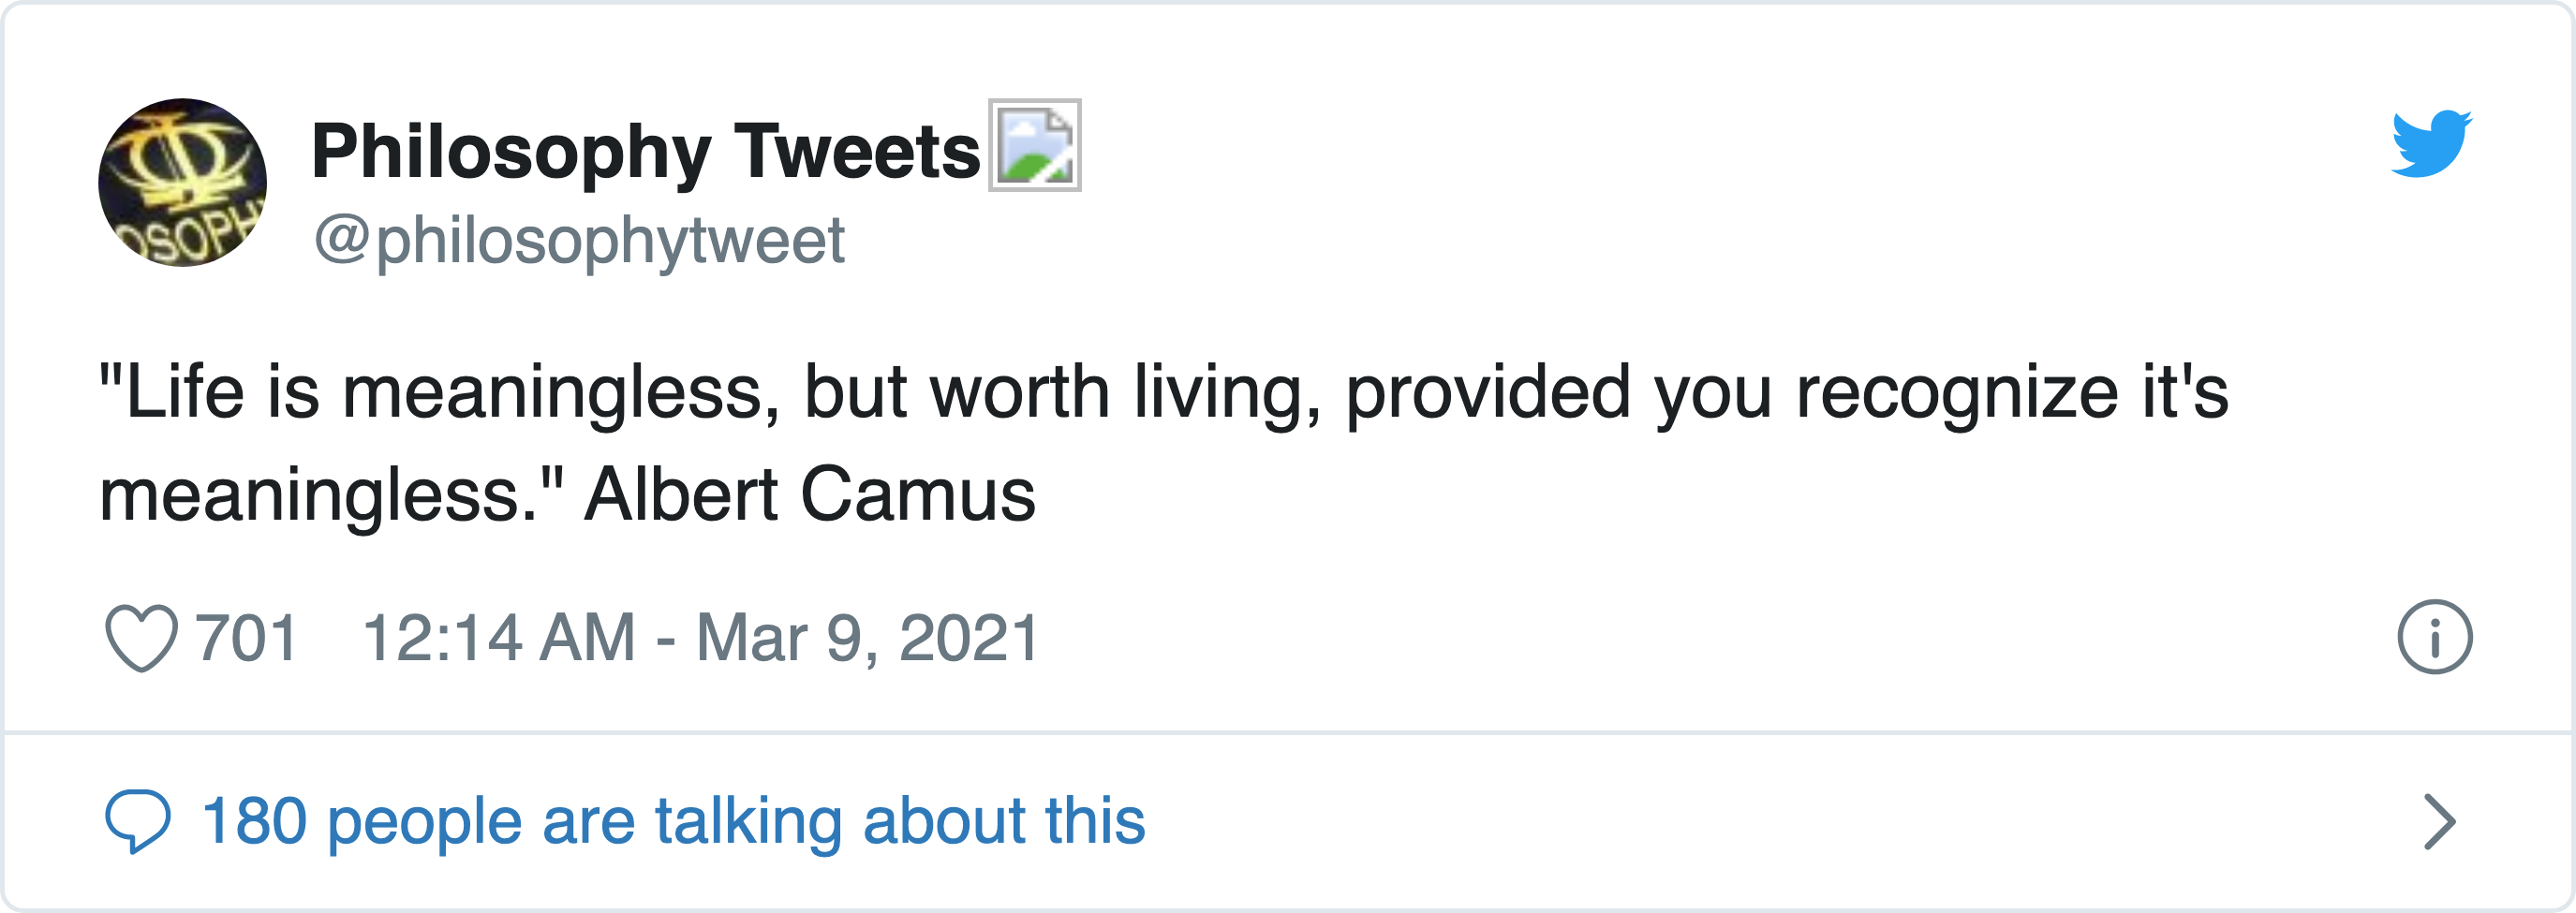 Philosophy Tweets
@philosophytweet
OSOPHY
"Life is meaningless, but worth living, provided you recognize it's
meaningless." Albert Camus
701 12:14 AM - Mar 9, 2021
180 people are talking about this